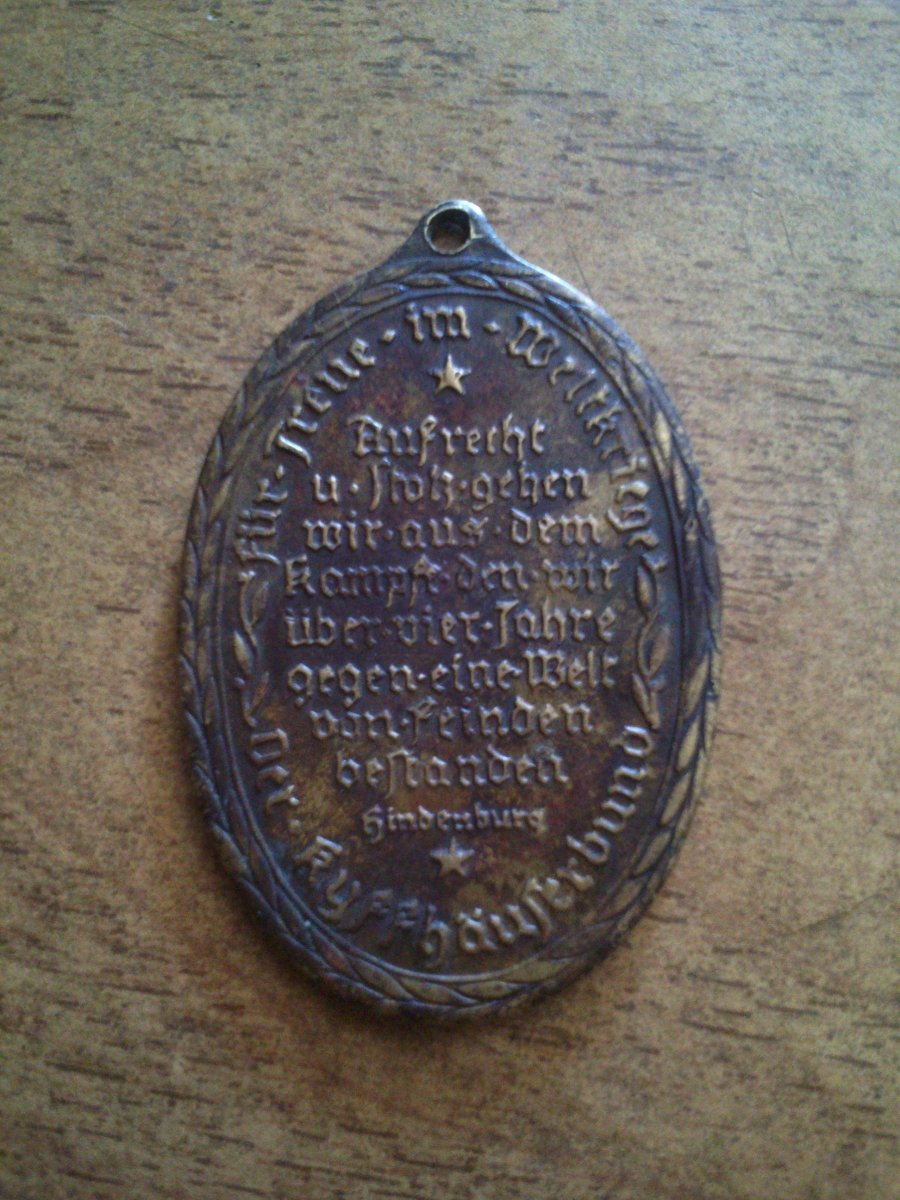 für · Treue · im · Weltkriege
Aufrecht
u · stolz · gehen
wir · aus · dem
Kampfe · den · wir
über · vier · Jahre
gegen · eine · Welt
von · Feinden
bestanden
Hindenburg
Der · Kyffhäuserbund